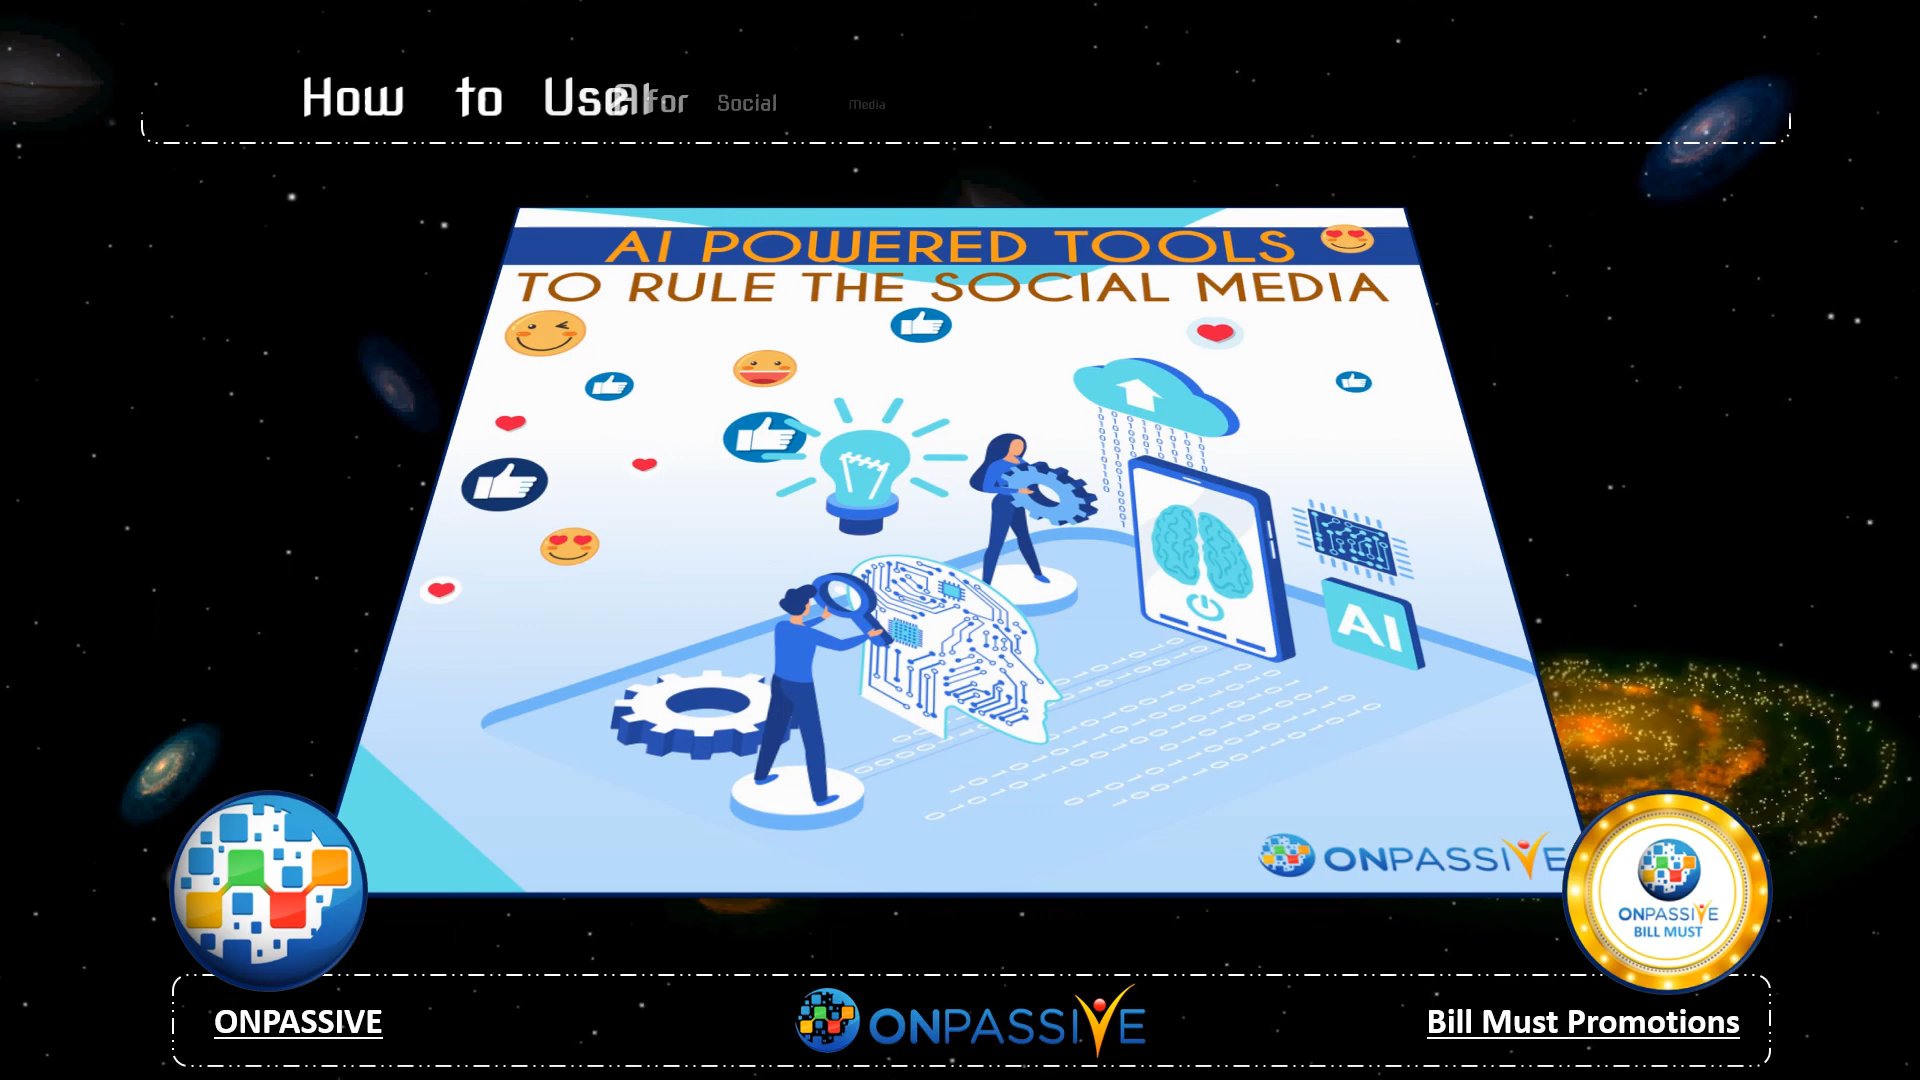 How to Use AI for Social Media
AI POWERED TOOLS
TO RULE THE SOCIAL MEDIA
AI
ONPASSIVE
ONPASSIVE
BILL MUST
ONPASSIVE
ONPASSIVE
Bill Must Promotions